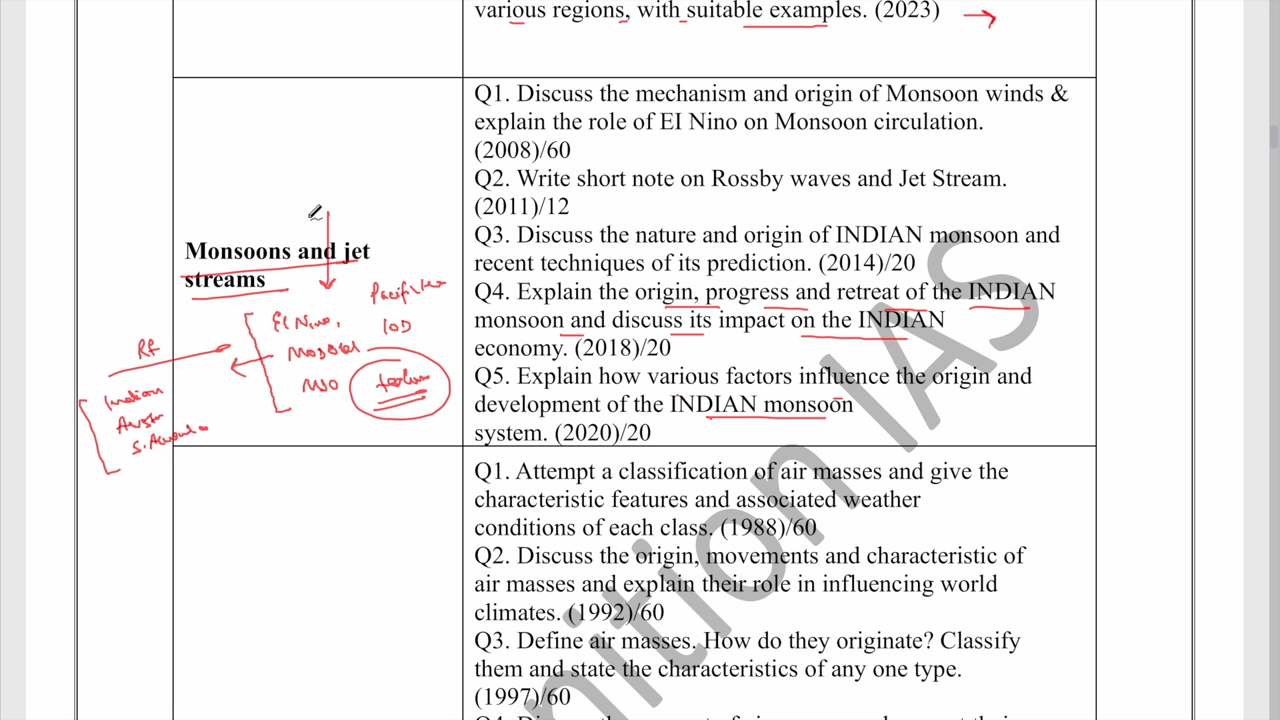 various regions, with suitable examples. (2023)
Monsoons and jet
streams
El Nino,
MJO
IOD
RF
Indian
Q1. Discuss the mechanism and origin of Monsoon winds &
explain the role of EI Nino on Monsoon circulation.
(2008)/60
Q2. Write short note on Rossby waves and Jet Stream.
(2011)/12
Q3. Discuss the nature and origin of INDIAN monsoon and
recent techniques of its prediction. (2014)/20
Q4. Explain the origin, progress and retreat of the INDIAN
monsoon and discuss its impact on the INDIAN
economy. (2018)/20
Q5. Explain how various factors influence the origin and
development of the INDIAN monsoon
system. (2020)/20
Q1. Attempt a classification of air masses and give the
characteristic features and associated weather
conditions of each class. (1988)/60
Q2. Discuss the origin, movements and characteristic of
air masses and explain their role in influencing world
climates. (1992)/60
Q3. Define air masses. How do they originate? Classify
them and state the characteristics of any one type.
(1997)/60
nition IAS